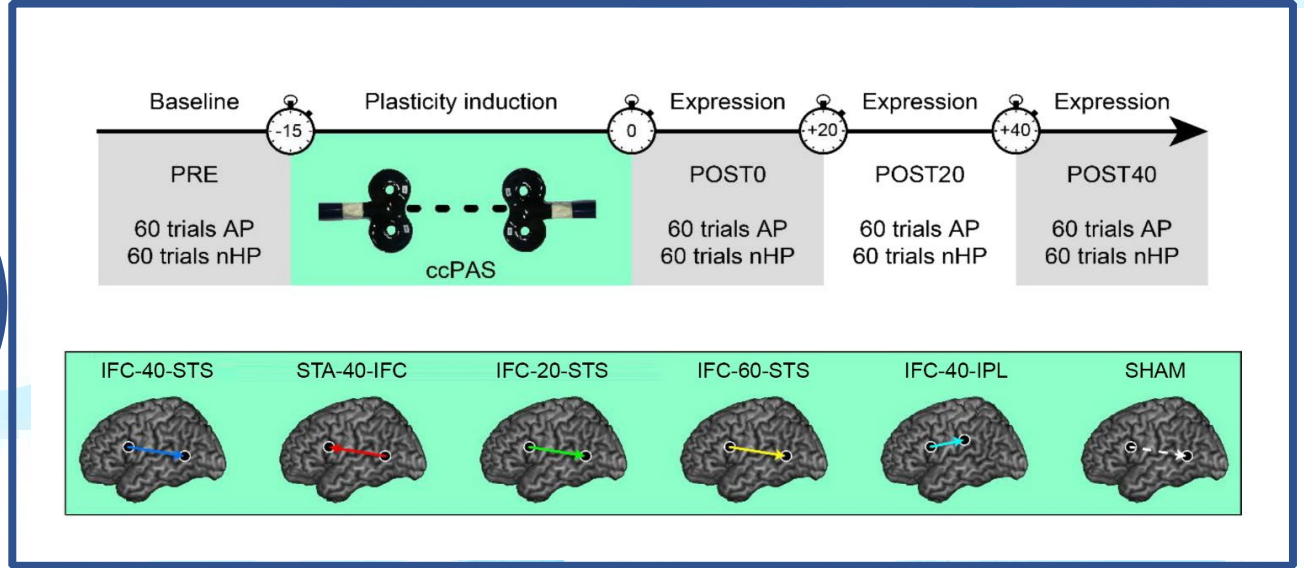 Baseline
Plasticity induction
Expression
Expression
Expression
-15
0
+20
+40
PRE
60 trials AP
60 trials nHP
ccPAS
POST0
60 trials AP
60 trials nHP
POST20
60 trials AP
60 trials nHP
POST40
60 trials AP
60 trials nHP
IFC-40-STS
STA-40-IFC
IFC-20-STS
IFC-60-STS
IFC-40-IPL
SHAM